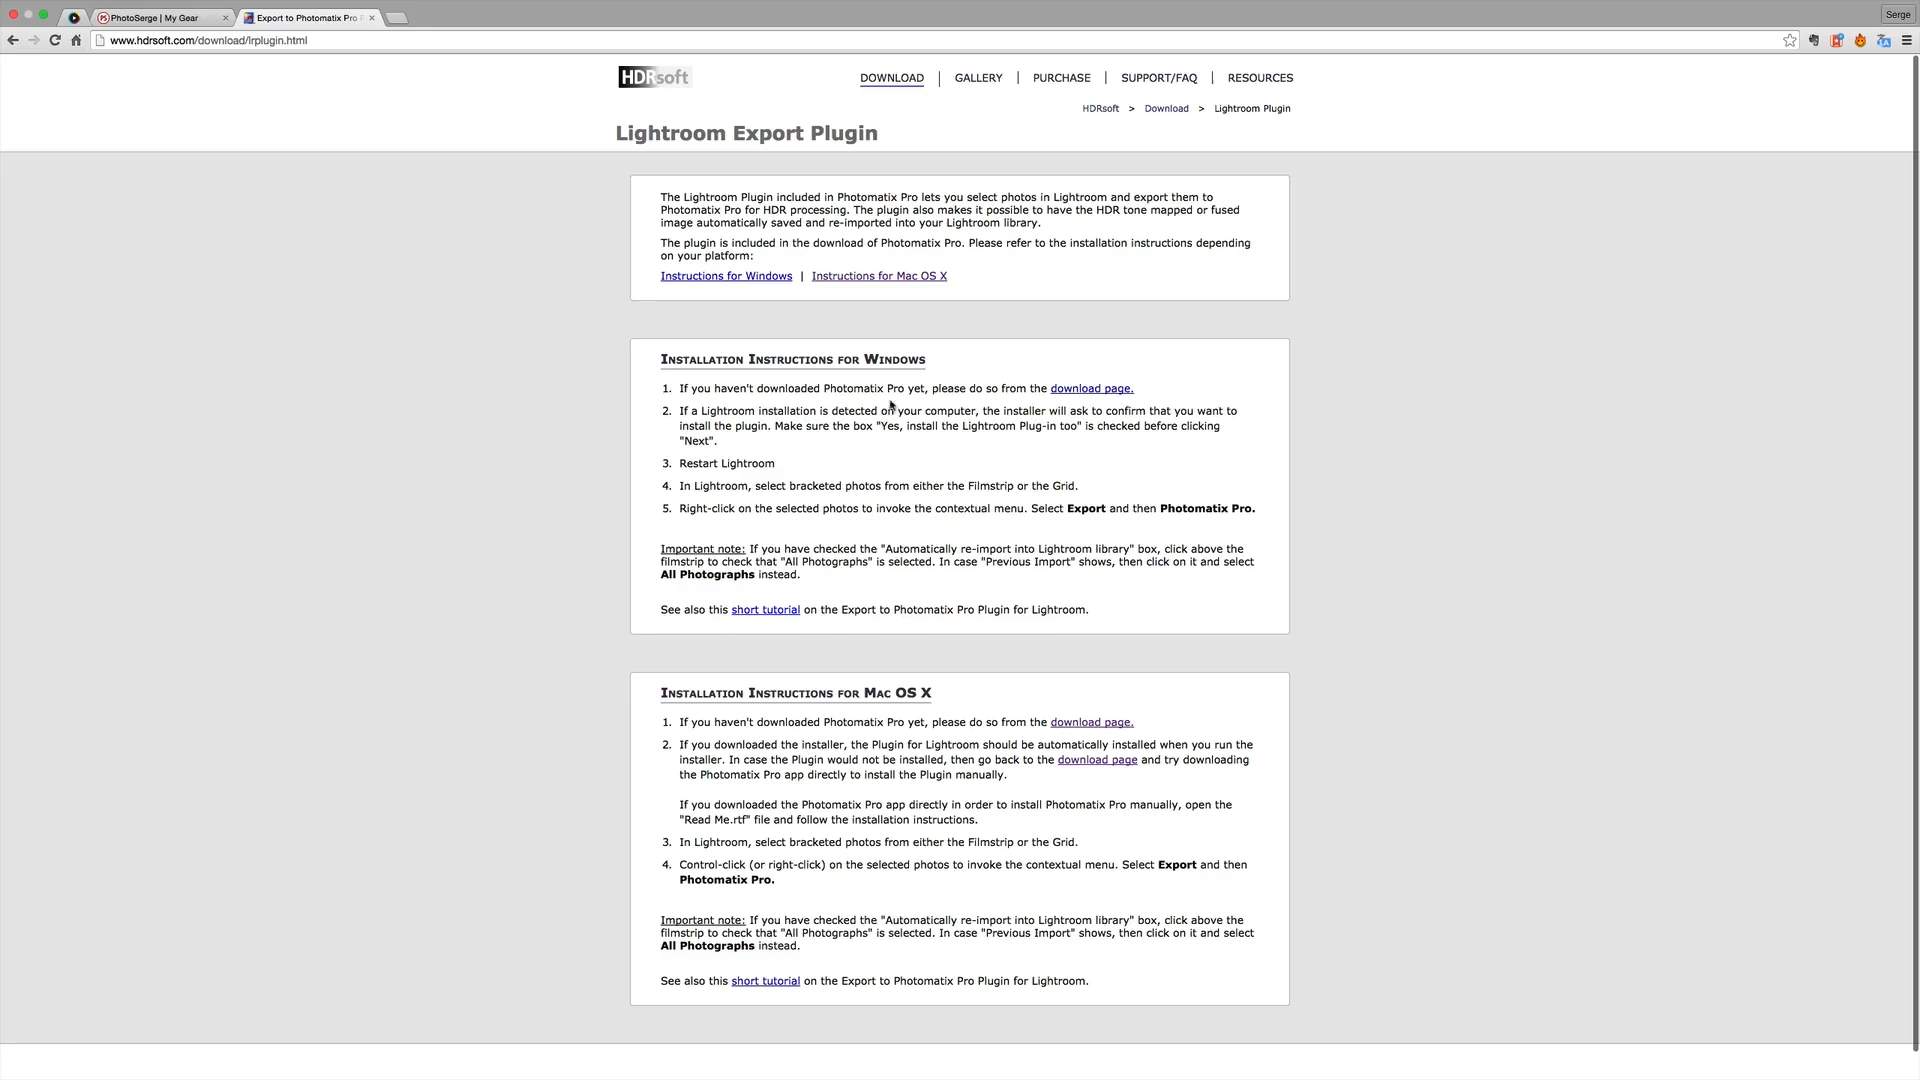 PhotoSerge | My Gear
Export to Photomatix Pro
Serge
www.hdrsoft.com/download/lrplugin.html
HDRsoft
DOWNLOAD | GALLERY | PURCHASE | SUPPORT/FAQ | RESOURCES
HDRsoft > Download > Lightroom Plugin
Lightroom Export Plugin
The Lightroom Plugin included in Photomatix Pro lets you select photos in Lightroom and export them to
Photomatix Pro for HDR processing. The plugin also makes it possible to have the HDR tone mapped or fused
image automatically saved and re-imported into your Lightroom library.
The plugin is included in the download of Photomatix Pro. Please refer to the installation instructions depending
on your platform:
Instructions for Windows | Instructions for Mac OS X
Installation Instructions for Windows
1. If you haven't downloaded Photomatix Pro yet, please do so from the download page.
2. If a Lightroom installation is detected on your computer, the installer will ask to confirm that you want to
install the plugin. Make sure the box "Yes, install the Lightroom Plug-in too" is checked before clicking
"Next".
3. Restart Lightroom
4. In Lightroom, select bracketed photos from either the Filmstrip or the Grid.
5. Right-click on the selected photos to invoke the contextual menu. Select Export and then Photomatix Pro.
Important note: If you have checked the "Automatically re-import into Lightroom library" box, click above the
filmstrip to check that "All Photographs" is selected. In case "Previous Import" shows, then click on it and select
All Photographs instead.
See also this short tutorial on the Export to Photomatix Pro Plugin for Lightroom.
Installation Instructions for Mac OS X
1. If you haven't downloaded Photomatix Pro yet, please do so from the download page.
2. If you downloaded the installer, the Plugin for Lightroom should be automatically installed when you run the
installer. In case the Plugin would not be installed, then go back to the download page and try downloading
the Photomatix Pro app directly to install the Plugin manually.
If you downloaded the Photomatix Pro app directly in order to install Photomatix Pro manually, open the
"Read Me.rtf" file and follow the installation instructions.
3. In Lightroom, select bracketed photos from either the Filmstrip or the Grid.
4. Control-click (or right-click) on the selected photos to invoke the contextual menu. Select Export and then
Photomatix Pro.
Important note: If you have checked the "Automatically re-import into Lightroom library" box, click above the
filmstrip to check that "All Photographs" is selected. In case "Previous Import" shows, then click on it and select
All Photographs instead.
See also this short tutorial on the Export to Photomatix Pro Plugin for Lightroom.